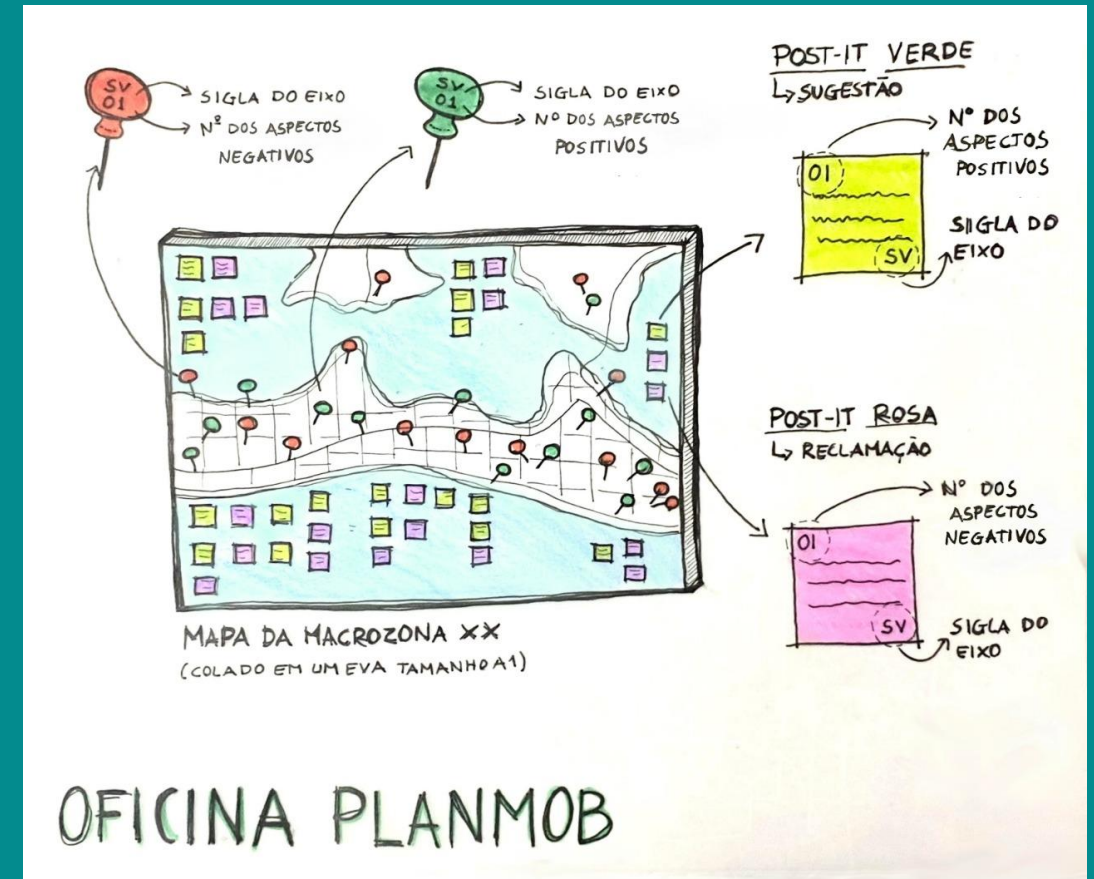 SV
01
SIGLA DO EIXO
Nº DOS ASPECTOS
NEGATIVOS
SV
01
SIGLA DO EIXO
Nº DOS ASPECTOS
POSITIVOS
POST-IT VERDE
SUGESTÃO
Nº DOS
ASPECTOS
POSITIVOS
01
SIGLA DO
EIXO
SV
POST-IT ROSA
RECLAMAÇÃO
Nº DOS
ASPECTOS
NEGATIVOS
01
SV
SIGLA DO
EIXO
MAPA DA MACROZONA XX
(COLADO EM UM EVA TAMANHO A1)
OFICINA PLANMOB